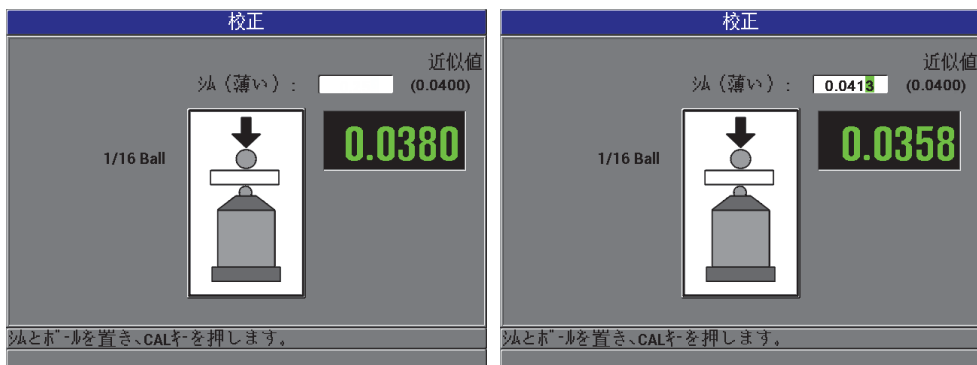 校正
近似値
ｼﾑ（薄い）： (0.0400)
0.0380
1/16 Ball
ｼﾑとﾎﾞｰﾙを置き、CALｷｰを押します。
校正
近似値
ｼﾑ（薄い）： 0.0413 (0.0400)
0.0358
1/16 Ball
ｼﾑとﾎﾞｰﾙを置き、CALｷｰを押します。